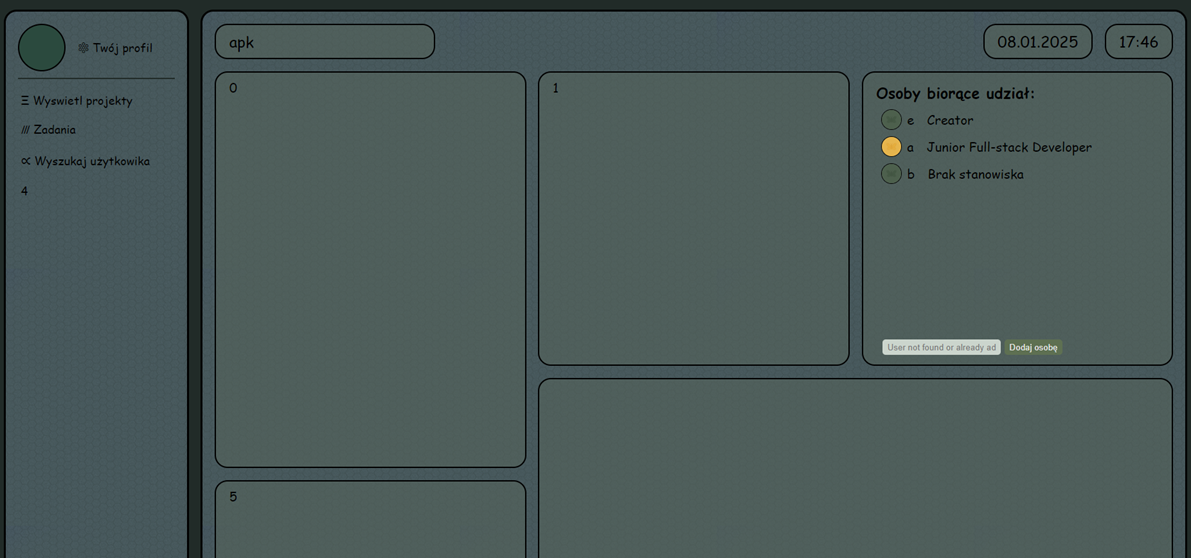 Twój profil
Ξ Wyswietl projekty
/// Zadania
∝ Wyszukaj użytkowika
4
apk
08.01.2025
17:46
0
1
Osoby biorące udział:
e Creator
a Junior Full-stack Developer
b Brak stanowiska
User not found or already ad
Dodaj osobę
5